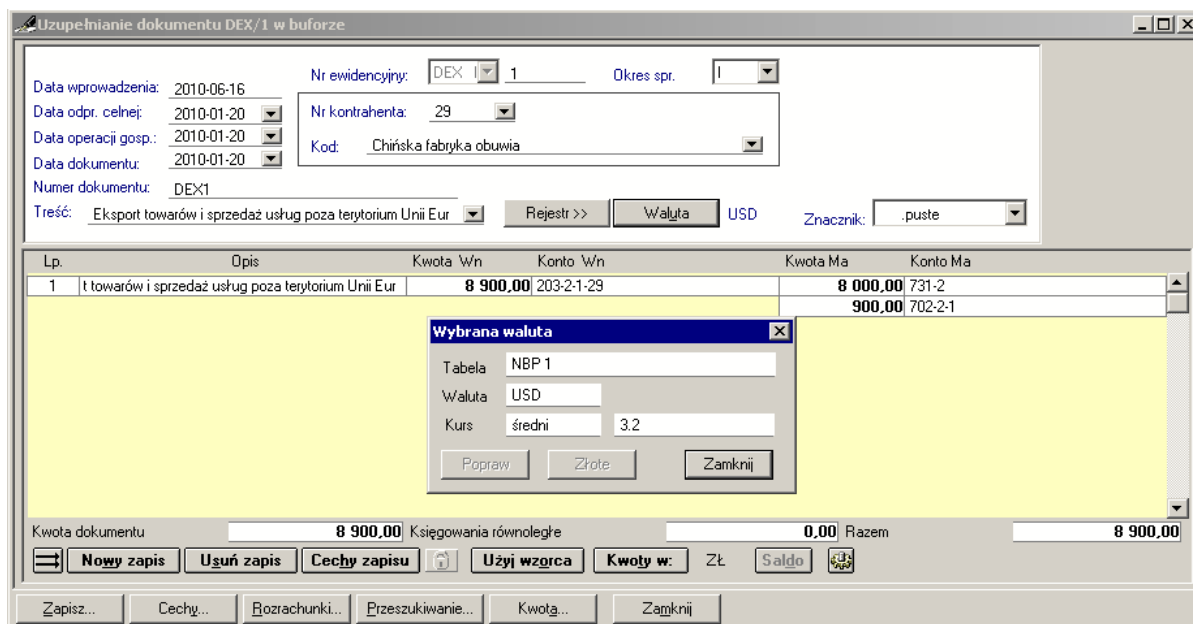 Uzupełnianie dokumentu DEX/1 w buforze
Nr ewidencyjny: DEX 1 Okres spr. I
Data wprowadzenia: 2010-06-16
Data odpr. celnej: 2010-01-20 Nr kontrahenta: 29
Data operacji gosp.: 2010-01-20
Kod: Chińska fabryka obuwia
Data dokumentu: 2010-01-20
Numer dokumentu: DEX1
Treść: Eksport towarów i sprzedaż usług poza terytorium Unii Eur Rejestr >> Waluta USD Znacznik: .puste
Lp. Opis Kwota Wn Konto Wn Kwota Ma Konto Ma
1 t towarów i sprzedaż usług poza terytorium Unii Eur 8 900,00 203-2-1-29 8 000,00 731-2
900,00 702-2-1
Wybrana waluta
Tabela NBP 1
Waluta USD
Kurs średni 3.2
Popraw Złote Zamknij
Kwota dokumentu 8 900,00 Księgowania równoległe 0,00 Razem 8 900,00
Nowy zapis Usuń zapis Cechy zapisu Użyj wzorca Kwoty w: ZŁ Saldo
Zapisz... Cechy... Rozrachunki... Przeszukiwanie... Kwota... Zamknij